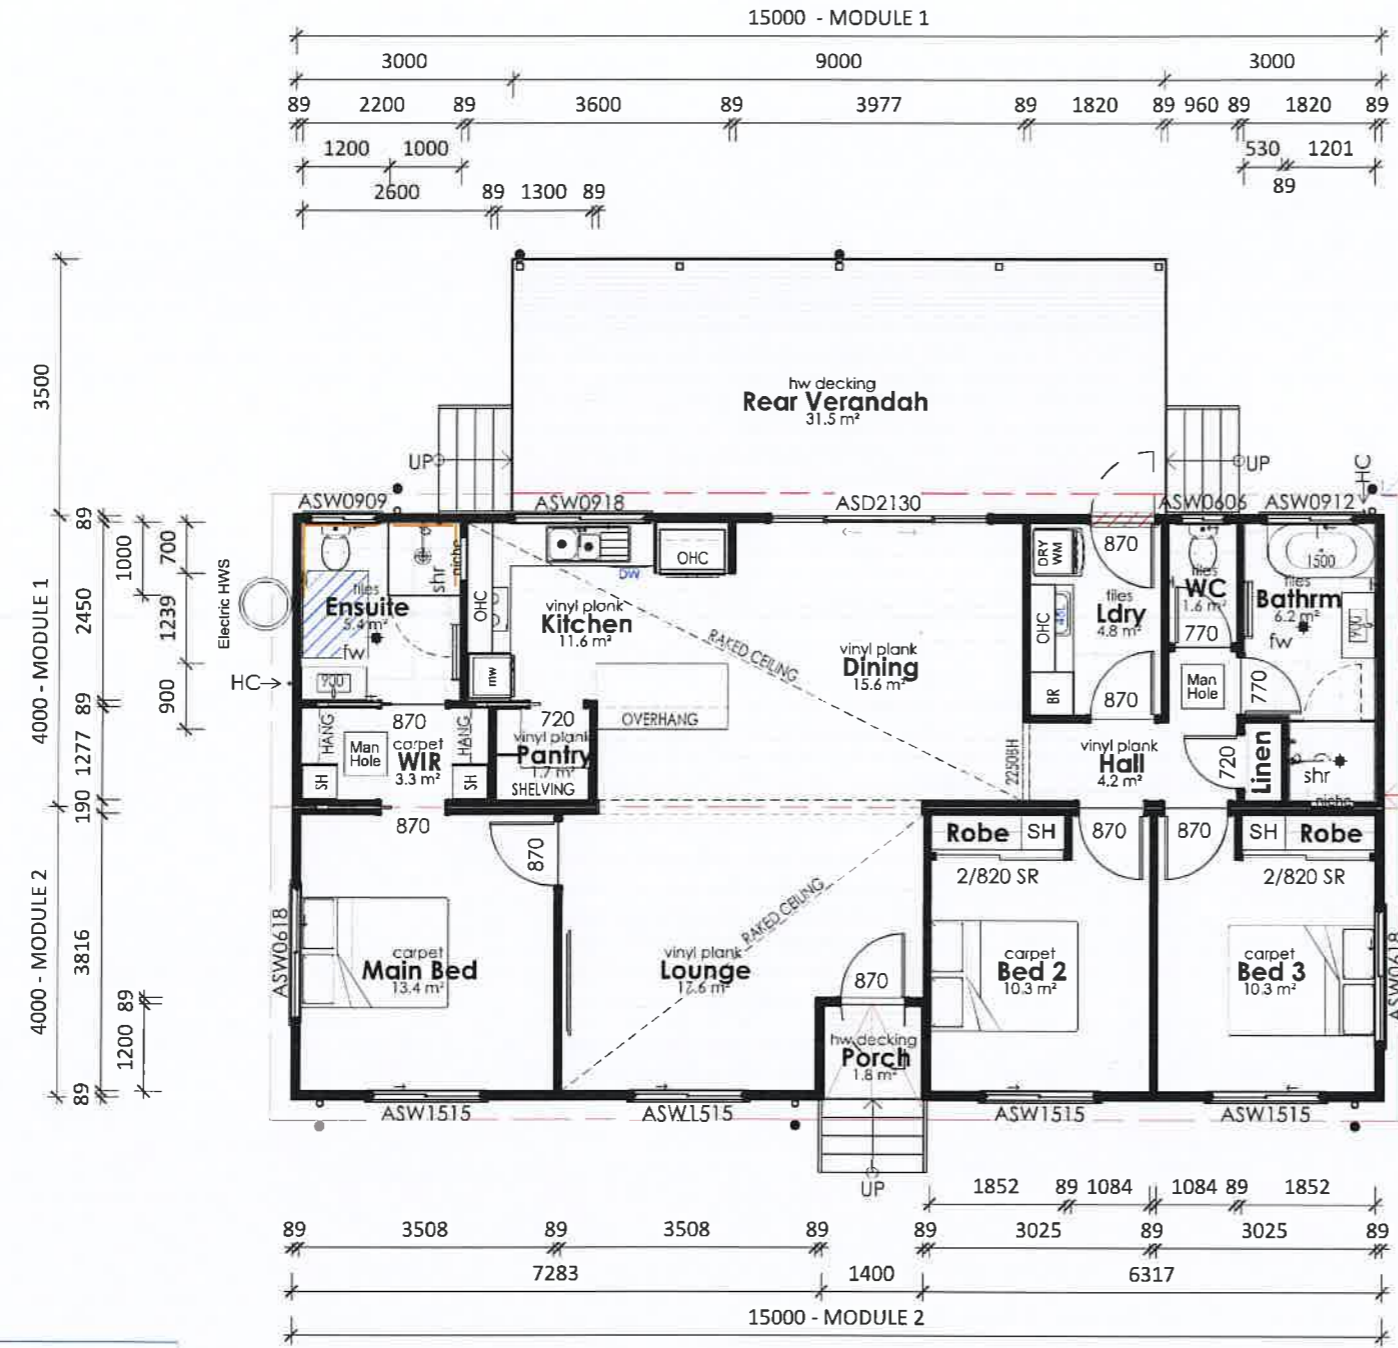 15000 - MODULE 1
3000 9000 3000
89 2200 89 3600 89 3977 89 1820 89 960 89 1820 89
1200 1000 530 1201
89
2600 89 1300 89
3500
hw decking
Rear Verandah
31.5 m²
UP UP
HC
ASW0909 ASW0918 ASD2130 ASW0606 ASW0912
4000 - MODULE 1
89 2450 89 1277 190
1000
700 1239 900
Electric HWS
HC
tiles
Ensuite
5.4 m²
fw
900
shr
niche
OHC
OHC
DW
mw
vinyl plank
Kitchen
11.6 m²
RAKED CEILING
vinyl plank
Dining
15.6 m²
OVERHANG
DRY
WM
OHC
45L
BR
870
tiles
Ldry
4.8 m²
870
tiles
WC
1.6 m²
770
Man
Hole
1500
tiles
Bathrm
6.2 m²
fw
900
770
HANG
Man
Hole
870
carpet
WIR
3.3 m²
HANG
SH SH
720
vinyl plank
Pantry
1.7 m²
SHELVING
2250BH
vinyl plank
Hall
4.2 m²
720
Linen
shr
niche
870
870
Robe SH
870
870
SH Robe
2/820 SR 2/820 SR
4000 - MODULE 2
3816
89
1200
89
ASW0618
carpet
Main Bed
13.4 m²
vinyl plank
Lounge
17.6 m²
RAKED CEILING
870
carpet
Bed 2
10.3 m²
carpet
Bed 3
10.3 m²
ASW0618
hw decking
Porch
1.8 m²
ASW1515 ASW1515 ASW1515 ASW1515
UP
1852 89 1084 1084 89 1852
89 3508 89 3508 89 89 3025 89 3025 89
7283 1400 6317
15000 - MODULE 2